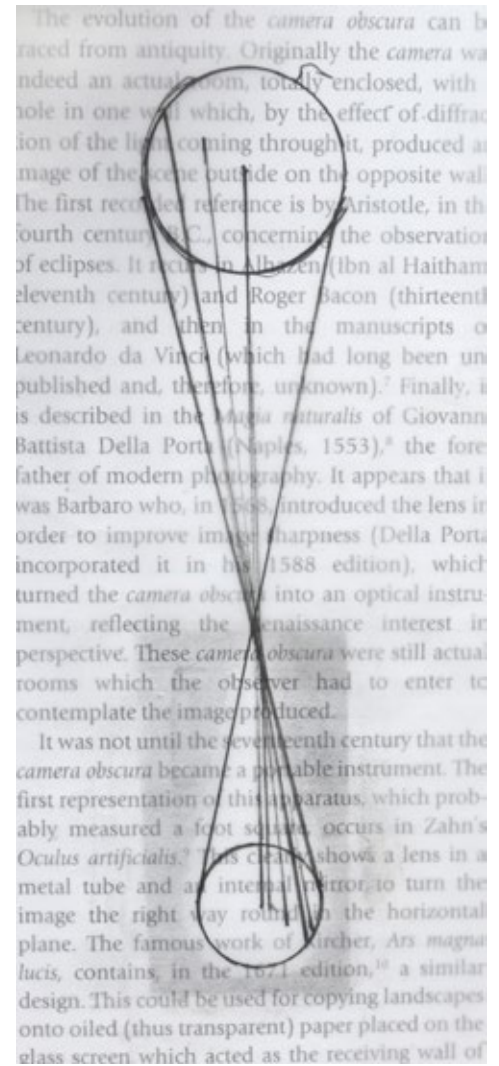 The evolution of the camera obscura can b
raced from antiquity. Originally the camera wa
ndeed an actual room, totally enclosed, with
hole in one wall which, by the effect of diffrac
ion of the light coming through it, produced a
mage of the scene outside on the opposite wal
The first recorded reference is by Aristotle, in th
fourth century B.C., concerning the observation
of eclipses. It recurs in Alhazen (Ibn al Haitham
eleventh century) and Roger Bacon (thirteenth
century), and then in the manuscripts o
Leonardo da Vinci (which had long been un
published and, therefore, unknown).7 Finally, i
is described in the Magia naturalis of Giovann
Battista Della Porta (Naples, 1553),8 the fore
father of modern photography. It appears that i
was Barbaro who, in 1568, introduced the lens in
order to improve image sharpness (Della Porta
incorporated it in his 1588 edition), which
turned the camera obscura into an optical instru-
ment, reflecting the Renaissance interest in
perspective. These camera obscura were still actual
rooms which the observer had to enter to
contemplate the image produced.
It was not until the seventeenth century that the
camera obscura became a portable instrument. The
first representation of this apparatus, which prob-
ably measured a foot square, occurs in Zahn's
Oculus artificialis.9 This clearly shows a lens in a
metal tube and an internal mirror to turn the
image the right way round in the horizontal
plane. The famous work of Kircher, Ars magna
lucis, contains, in the 1671 edition,10 a similar
design. This could be used for copying landscapes
onto oiled (thus transparent) paper placed on the
glass screen which acted as the receiving wall of